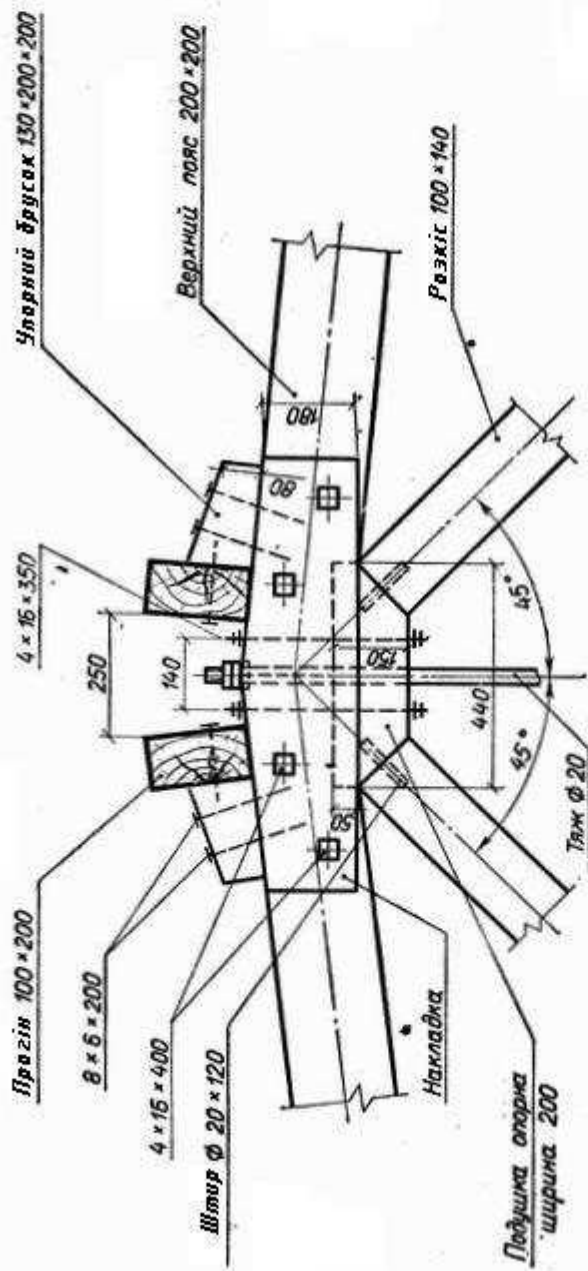 Прогін 100×200
8×6×200
4×16×400
Штир ф 20×120
Накладка
Подушка опорна
ширина 200
Тяж ф 20
250
140
4×16×350
Упорний брусок 130×200×200
Верхний пояс 200×200
Розкіс 100×140
180
80
50
150
440
45°
45°